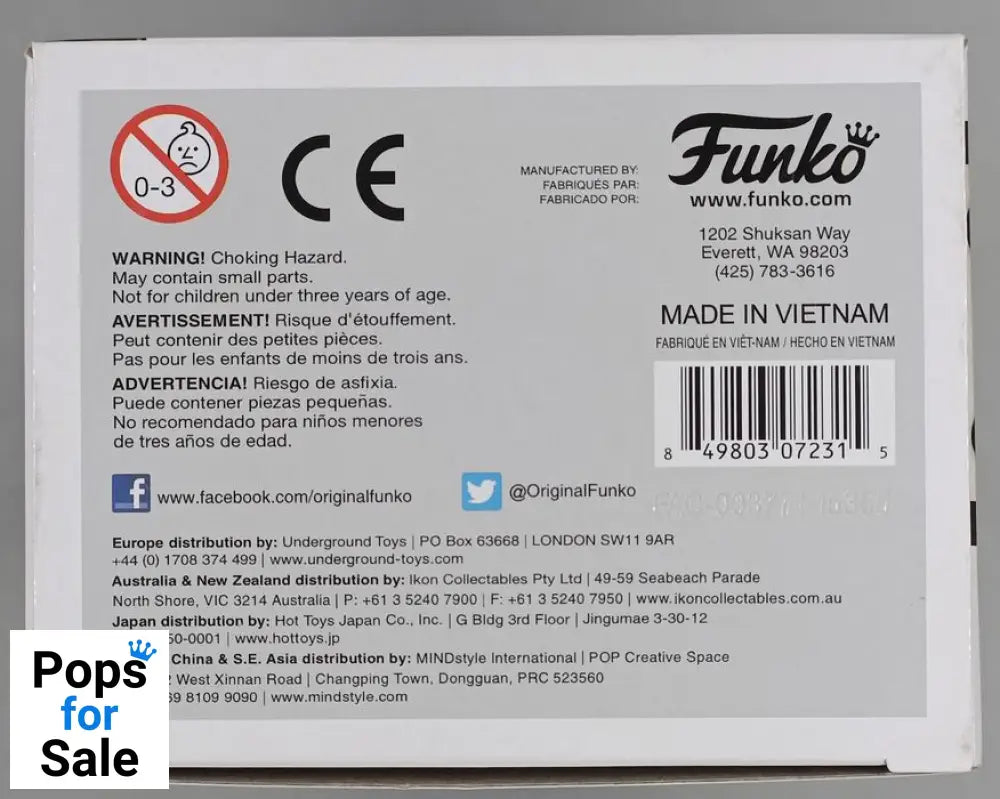 0-3
CE
WARNING! Choking Hazard.
May contain small parts.
Not for children under three years of age.
AVERTISSEMENT! Risque d'étouffement.
Peut contenir des petites pièces.
Pas pour les enfants de moins de trois ans.
ADVERTENCIA! Riesgo de asfixia.
Puede contener piezas pequeñas.
No recomendado para niños menores
de tres años de edad.
MANUFACTURED BY:
FABRIQUÉS PAR:
FABRICADO POR:
Funko
www.funko.com
1202 Shuksan Way
Everett, WA 98203
(425) 783-3616
MADE IN VIETNAM
FABRIQUÉ EN VIÊT-NAM / HECHO EN VIETNAM
8 49803 07231 5
f www.facebook.com/originalfunko
@OriginalFunko
Europe distribution by: Underground Toys | PO Box 63668 | LONDON SW11 9AR
+44 (0) 1708 374 499 | www.underground-toys.com
Australia & New Zealand distribution by: Ikon Collectables Pty Ltd | 49-59 Seabeach Parade
North Shore, VIC 3214 Australia | P: +61 3 5240 7900 | F: +61 3 5240 7950 | www.ikoncollectables.com.au
Japan distribution by: Hot Toys Japan Co., Inc. | G Bldg 3rd Floor | Jingumae 3-30-12
50-0001 | www.hottoys.jp
China & S.E. Asia distribution by: MINDstyle International | POP Creative Space
West Xinnan Road | Changping Town, Dongguan, PRC 523560
69 8109 9090 | www.mindstyle.com
Pops
for
Sale